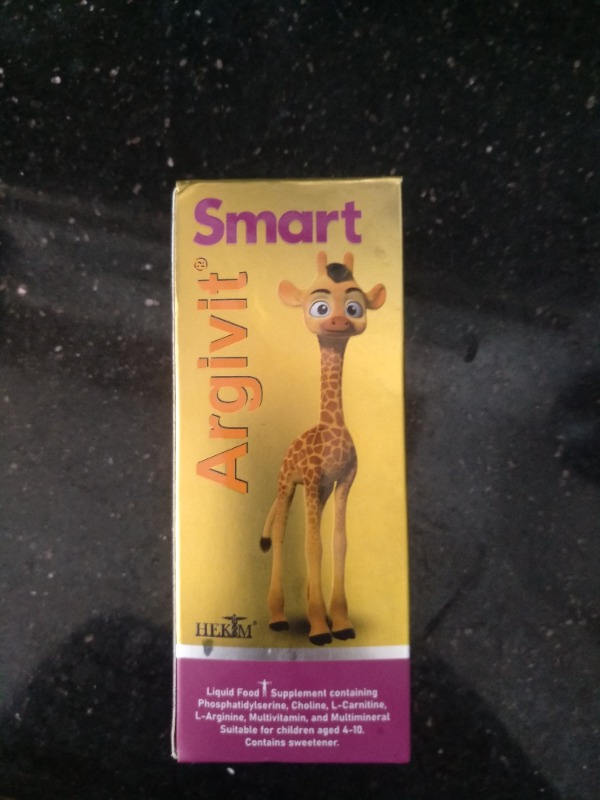 Smart
Argivit®
HEKİM®
Liquid Food Supplement containing
Phosphatidylserine, Choline, L-Carnitine,
L-Arginine, Multivitamin, and Multimineral
Suitable for children aged 4-10.
Contains sweetener.